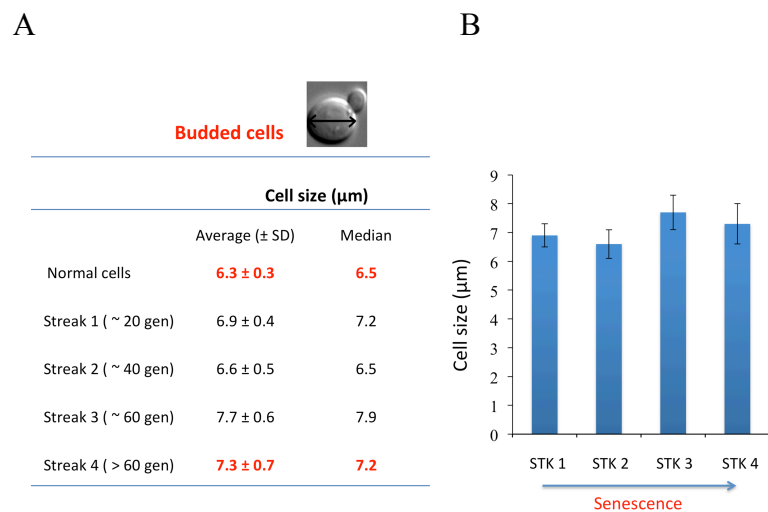 A
Budded cells
Cell size (µm)
Average (± SD) Median
Normal cells 6.3 ± 0.3 6.5
Streak 1 ( ~ 20 gen) 6.9 ± 0.4 7.2
Streak 2 ( ~ 40 gen) 6.6 ± 0.5 6.5
Streak 3 ( ~ 60 gen) 7.7 ± 0.6 7.9
Streak 4 ( > 60 gen) 7.3 ± 0.7 7.2
B
Cell size (µm)
9
8
7
6
5
4
3
2
1
0
STK 1 STK 2 STK 3 STK 4
Senescence